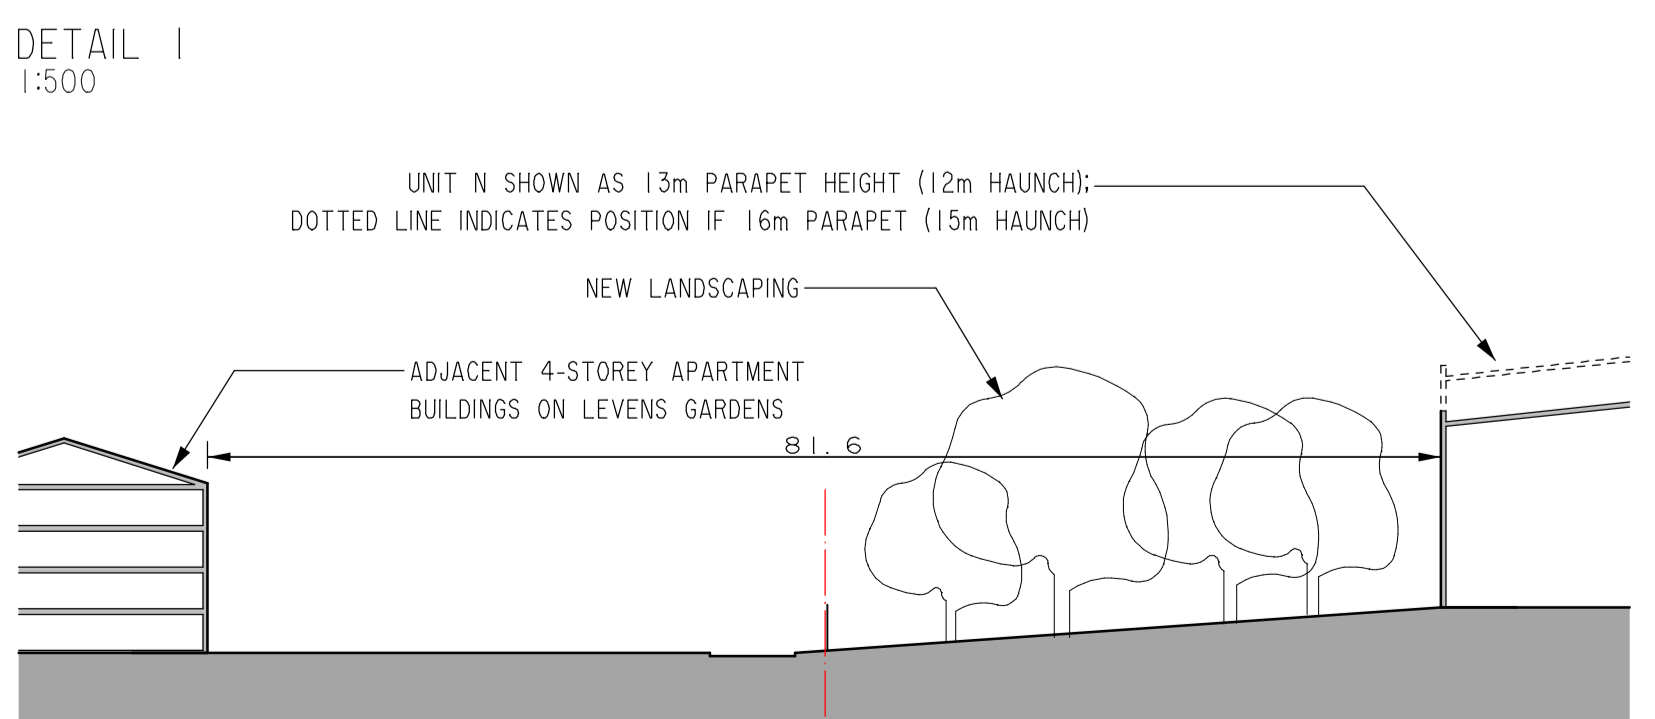 DETAIL 1
1:500
UNIT N SHOWN AS 13m PARAPET HEIGHT (12m HAUNCH);
DOTTED LINE INDICATES POSITION IF 16m PARAPET (15m HAUNCH)
NEW LANDSCAPING
ADJACENT 4-STOREY APARTMENT
BUILDINGS ON LEVENS GARDENS
81.6